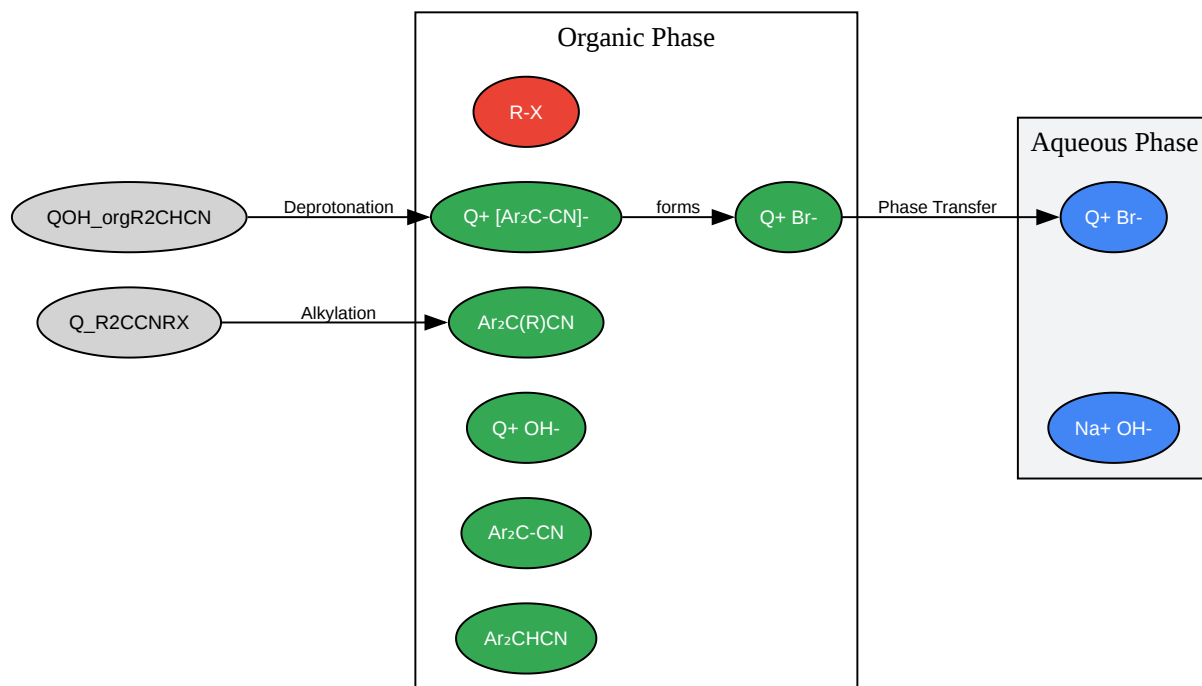 Organic Phase
R-X
Aqueous Phase
QOH_orgR2CHCN
Deprotonation
Q+ [Ar₂C-CN]-
forms
Q+ Br-
Phase Transfer
Q+ Br-
Q_R2CCNRX
Alkylation
Ar₂C(R)CN
Q+ OH-
Na+ OH-
Ar₂C-CN
Ar₂CHCN